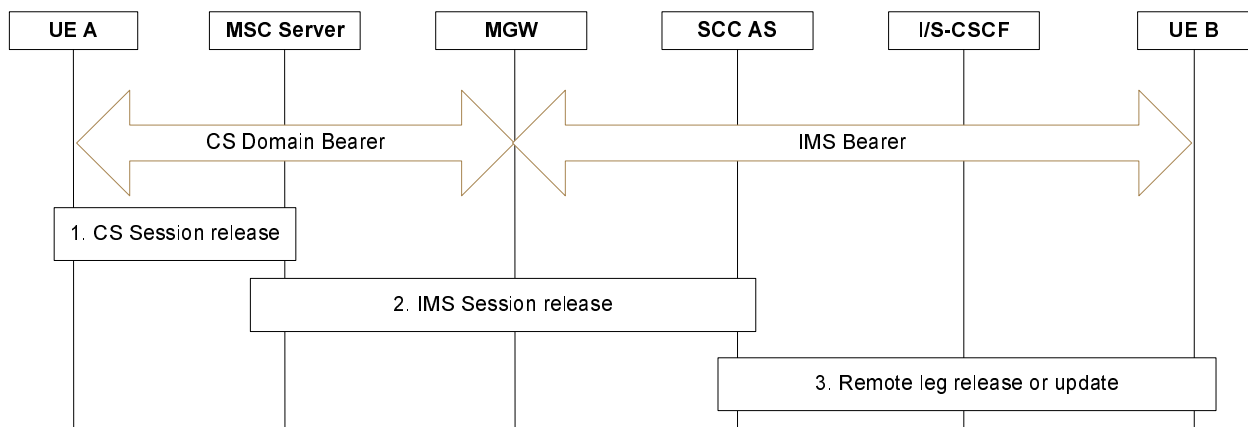 UE A
MSC Server
MGW
SCC AS
I/S-CSCF
UE B
CS Domain Bearer
IMS Bearer
1. CS Session release
2. IMS Session release
3. Remote leg release or update